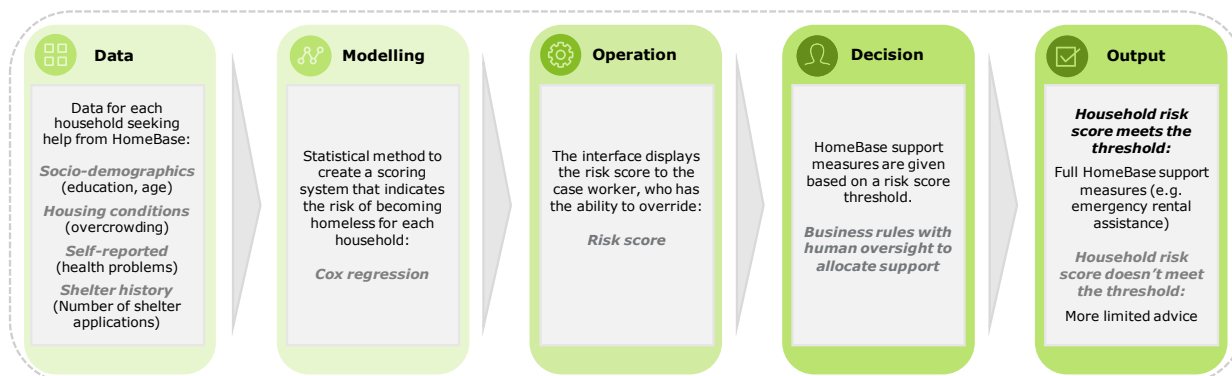 Data
Data for each
household seeking
help from HomeBase:
Socio-demographics
(education, age)
Housing conditions
(overcrowding)
Self-reported
(health problems)
Shelter history
(Number of shelter
applications)
Modelling
Statistical method to
create a scoring
system that indicates
the risk of becoming
homeless for each
household:
Cox regression
Operation
The interface displays
the risk score to the
case worker, who has
the ability to override:
Risk score
Decision
HomeBase support
measures are given
based on a risk score
threshold.
Business rules with
human oversight to
allocate support
Output
Household risk
score meets the
threshold:
Full HomeBase support
measures (e.g.
emergency rental
assistance)
Household risk
score doesn't meet
the threshold:
More limited advice